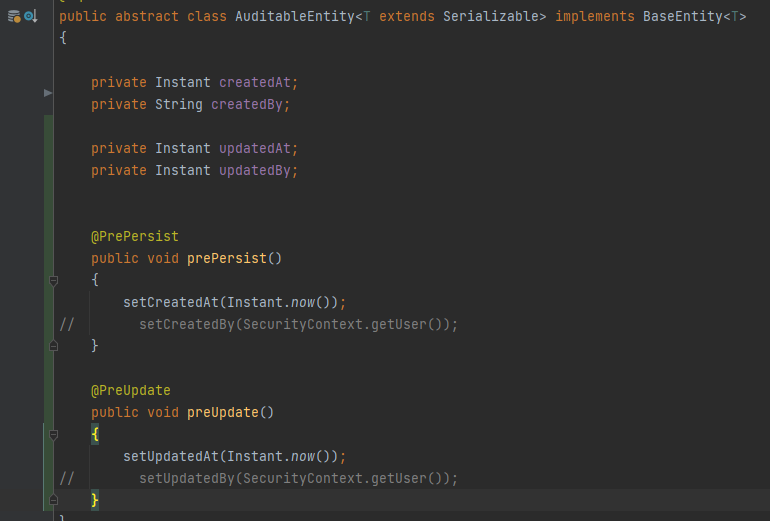 public abstract class AuditableEntity<T extends Serializable> implements BaseEntity<T>
{
private Instant createdAt;
private String createdBy;
private Instant updatedAt;
private Instant updatedBy;
@PrePersist
public void prePersist()
{
setCreatedAt(Instant.now());
// setCreatedBy(SecurityContext.getUser());
}
@PreUpdate
public void preUpdate()
{
setUpdatedAt(Instant.now());
// setUpdatedBy(SecurityContext.getUser());
}